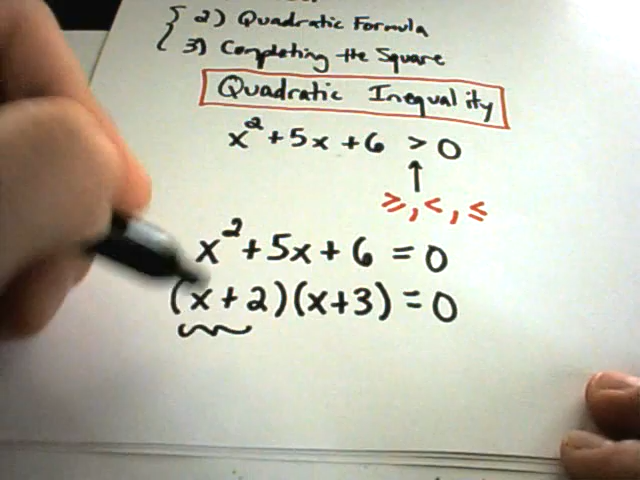 2) Quadratic Formula
3) Completing the Square
Quadratic Inequality
x²+5x+6 > 0
↑
≥, <, ≤
x²+5x+6 = 0
(x+2)(x+3) = 0